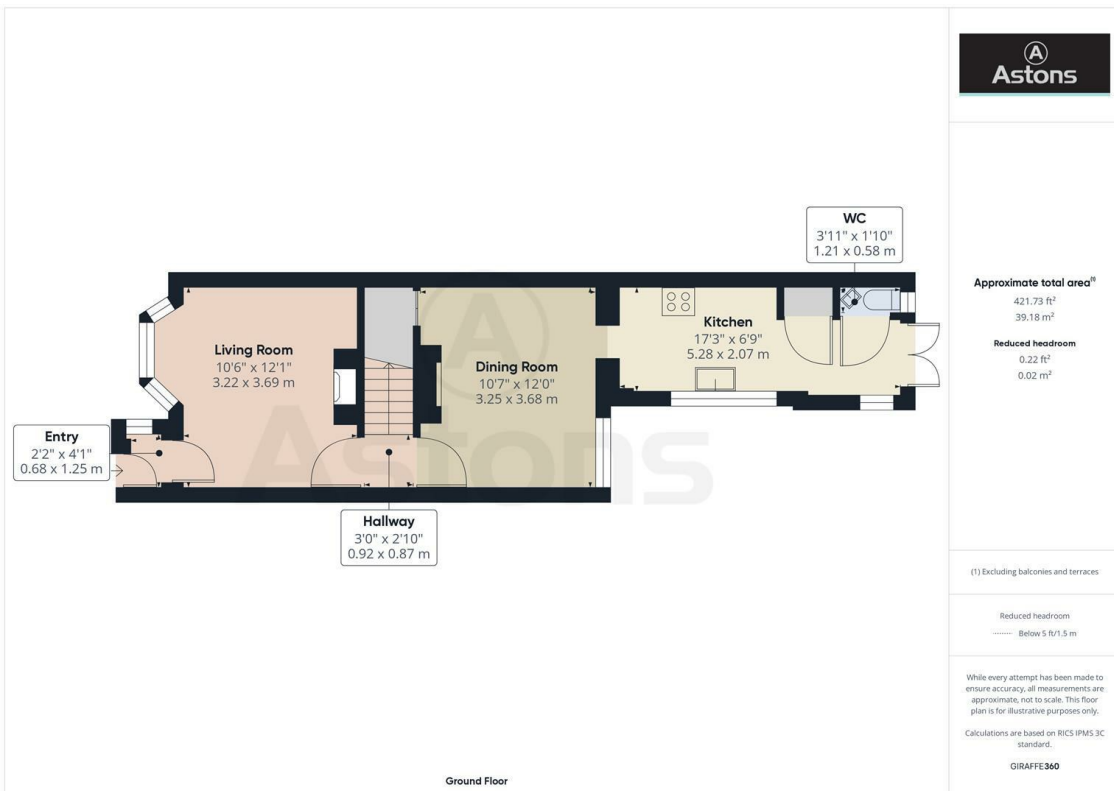 A
Astons
WC
3'11" x 1'10"
1.21 x 0.58 m
Living Room
10'6" x 12'1"
3.22 x 3.69 m
Dining Room
10'7" x 12'0"
3.25 x 3.68 m
Kitchen
17'3" x 6'9"
5.28 x 2.07 m
Entry
2'2" x 4'1"
0.68 x 1.25 m
Hallway
3'0" x 2'10"
0.92 x 0.87 m
A
Astons
Ground Floor
Approximate total area⁽¹⁾
421.73 ft²
39.18 m²
Reduced headroom
0.22 ft²
0.02 m²
(1) Excluding balconies and terraces
Reduced headroom
Below 5 ft/1.5 m
While every attempt has been made to
ensure accuracy, all measurements are
approximate, not to scale. This floor
plan is for illustrative purposes only.
Calculations are based on RICS IPMS 3C
standard.
GIRAFFE360